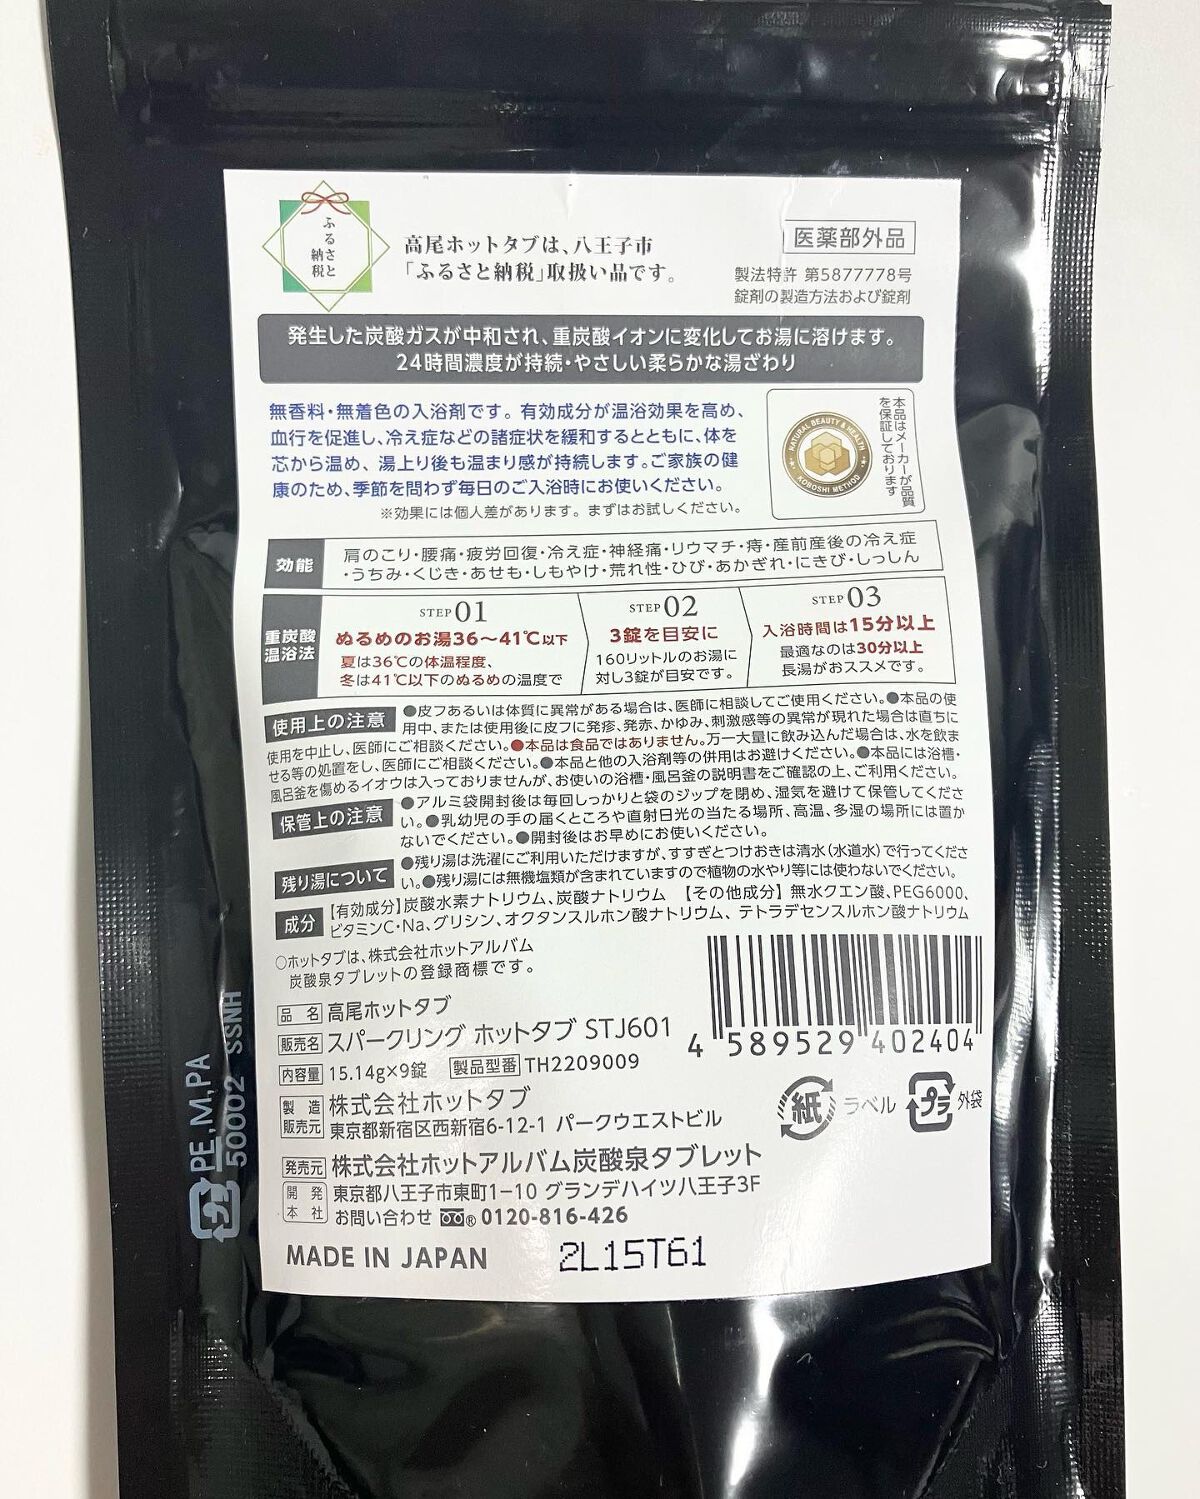 ふるさと
納税
高尾ホットタブは、八王子市
「ふるさと納税」取扱い品です。
医薬部外品
製法特許 第5877778号
錠剤の製造方法および錠剤
発生した炭酸ガスが中和され、重炭酸イオンに変化してお湯に溶けます。
24時間濃度が持続・やさしい柔らかな湯ざわり
無香料・無着色の入浴剤です。有効成分が温浴効果を高め、
血行を促進し、冷え症などの諸症状を緩和するとともに、体を
芯から温め、湯上り後も温まり感が持続します。ご家族の健
康のため、季節を問わず毎日のご入浴時にお使いください。
※効果には個人差があります。まずはお試しください。
NATURAL BEAUTY & HEALTH
KOBOSHI METHOD
本品はメーカーが品質
を保証しております
効能
肩のこり・腰痛・疲労回復・冷え症・神経痛・リウマチ・痔・産前産後の冷え症
・うちみ・くじき・あせも・しもやけ・荒れ性・ひび・あかぎれ・にきび・しっしん
重炭酸
温浴法
STEP01
ぬるめのお湯36～41℃以下
夏は36℃の体温程度、
冬は41℃以下のぬるめの温度で
STEP02
3錠を目安に
160リットルのお湯に
対し3錠が目安です。
STEP03
入浴時間は15分以上
最適なのは30分以上
長湯がおススメです。
使用上の注意
●皮フあるいは体質に異常がある場合は、医師に相談してご使用ください。●本品の使
用中、または使用後に皮フに発疹、発赤、かゆみ、刺激感等の異常が現れた場合は直ちに
使用を中止し、医師にご相談ください。●本品は食品ではありません。万一大量に飲み込んだ場合は、水を飲ま
せる等の処置をし、医師にご相談ください。●本品と他の入浴剤等の併用はお避けください。●本品には浴槽・
風呂釜を傷めるイオウは入っておりませんが、お使いの浴槽・風呂釜の説明書をご確認の上、ご利用ください。
保管上の注意
●アルミ袋開封後は毎回しっかりと袋のジップを閉め、湿気を避けて保管してくださ
い。●乳幼児の手の届くところや直射日光の当たる場所、高温、多湿の場所には置か
ないでください。●開封後はお早めにお使いください。
残り湯について
●残り湯は洗濯にご利用いただけますが、すすぎとつけおきは清水(水道水)で行ってくださ
い。●残り湯には無機塩類が含まれていますので植物の水やり等には使わないでください。
成分
【有効成分】炭酸水素ナトリウム、炭酸ナトリウム 【その他成分】無水クエン酸、PEG6000、
ビタミンC・Na、グリシン、オクタンスルホン酸ナトリウム、テトラデセンスルホン酸ナトリウム
○ホットタブは、株式会社ホットアルバム
炭酸泉タブレットの登録商標です。
品 名 高尾ホットタブ
販売名 スパークリング ホットタブ STJ601
内容量 15.14g×9錠 製品型番 TH2209009
製 造
販売元
株式会社ホットタブ
東京都新宿区西新宿6-12-1 パークウエストビル
発売元 株式会社ホットアルバム炭酸泉タブレット
開 発
本 社
東京都八王子市東町1-10 グランデハイツ八王子3F
お問い合わせ 0120-816-426
4 589529 402404
紙 ラベル プラ 外袋
MADE IN JAPAN 2L15T61
プラ PE,M,PA
50002 SSNH